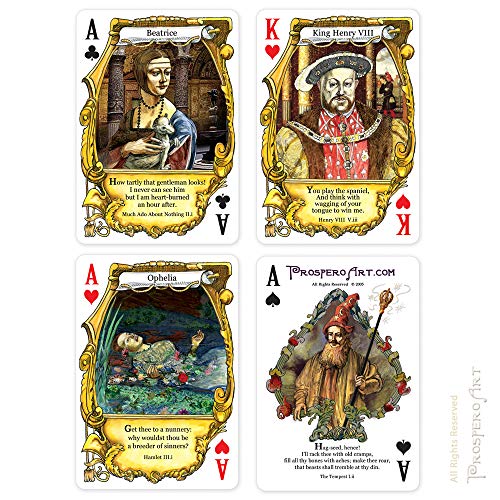 A
Beatrice
How tartly that gentleman looks!
I never can see him
but I am heart-burned
an hour after.
Much Ado About Nothing II.i
A
K
King Henry VIII
You play the spaniel,
And think with
wagging of your
tongue to win me.
Henry VIII V.iii
K
A
Ophelia
Get thee to a nunnery:
why wouldst thou be
a breeder of sinners?
Hamlet III.i
A
A
PROSPEROART.COM
All Rights Reserved © 2005
Hag-seed, hence!
I'll rack thee with old cramps,
fill all thy bones with aches; make thee roar,
that beasts shall tremble at thy din.
The Tempest I.ii
A
All Rights Reserved
PROSPERO ART